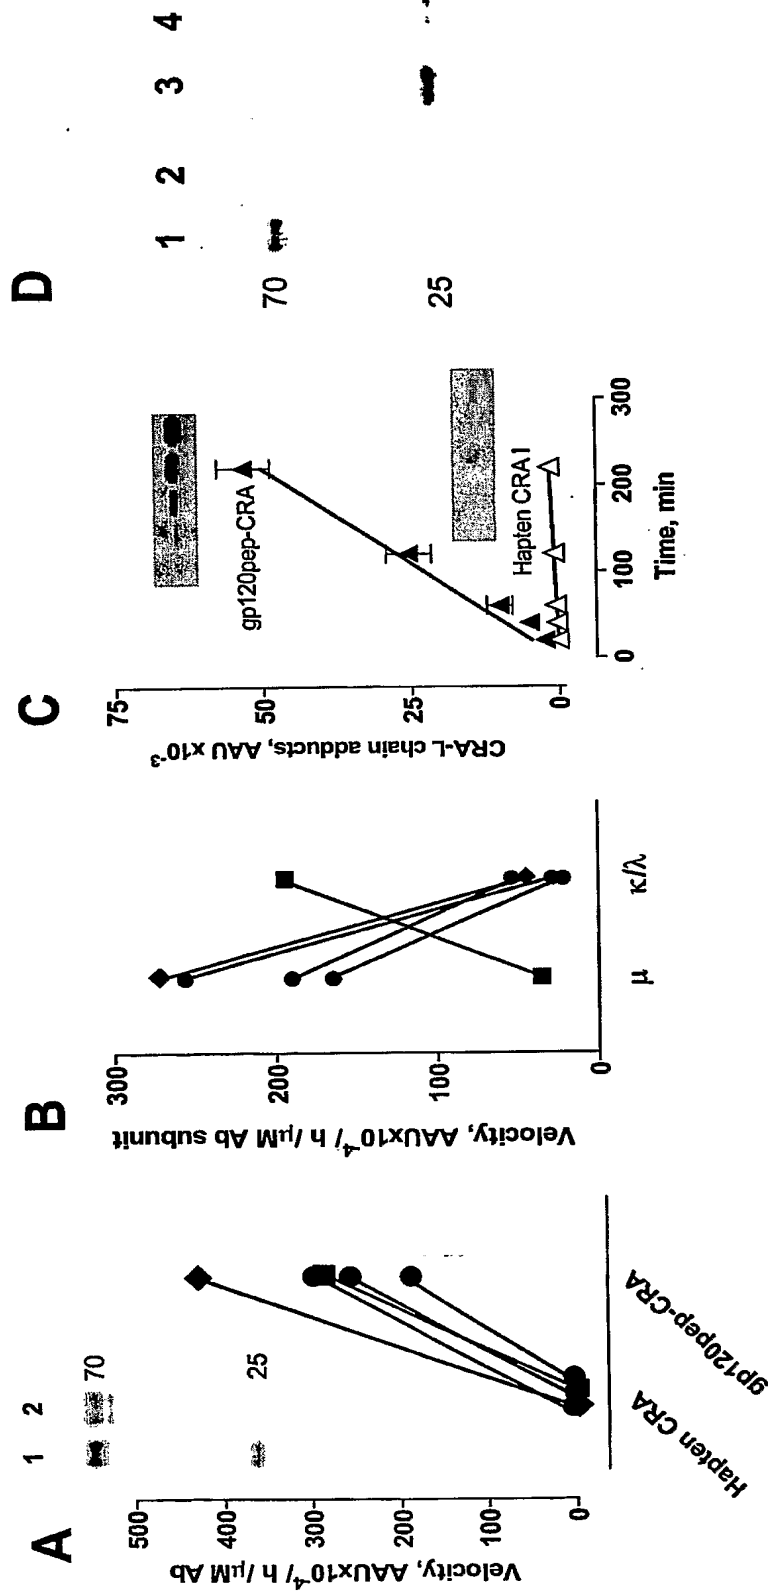 A
1 2
70
25
500
400
300
200
100
0
Velocity, AAUx10⁻⁴/ h / μM Ab
Hapten CRA
gp120pep-CRA
B
300
200
100
0
Velocity, AAUx10⁻⁴/ h / μM Ab subunit
μ κ/λ
C
75
50
25
0
CRA-L chain adducts, AAU x10⁻³
gp120pep-CRA
Hapten CRA I
0 100 200 300
Time, min
D
1 2 3 4
70
25